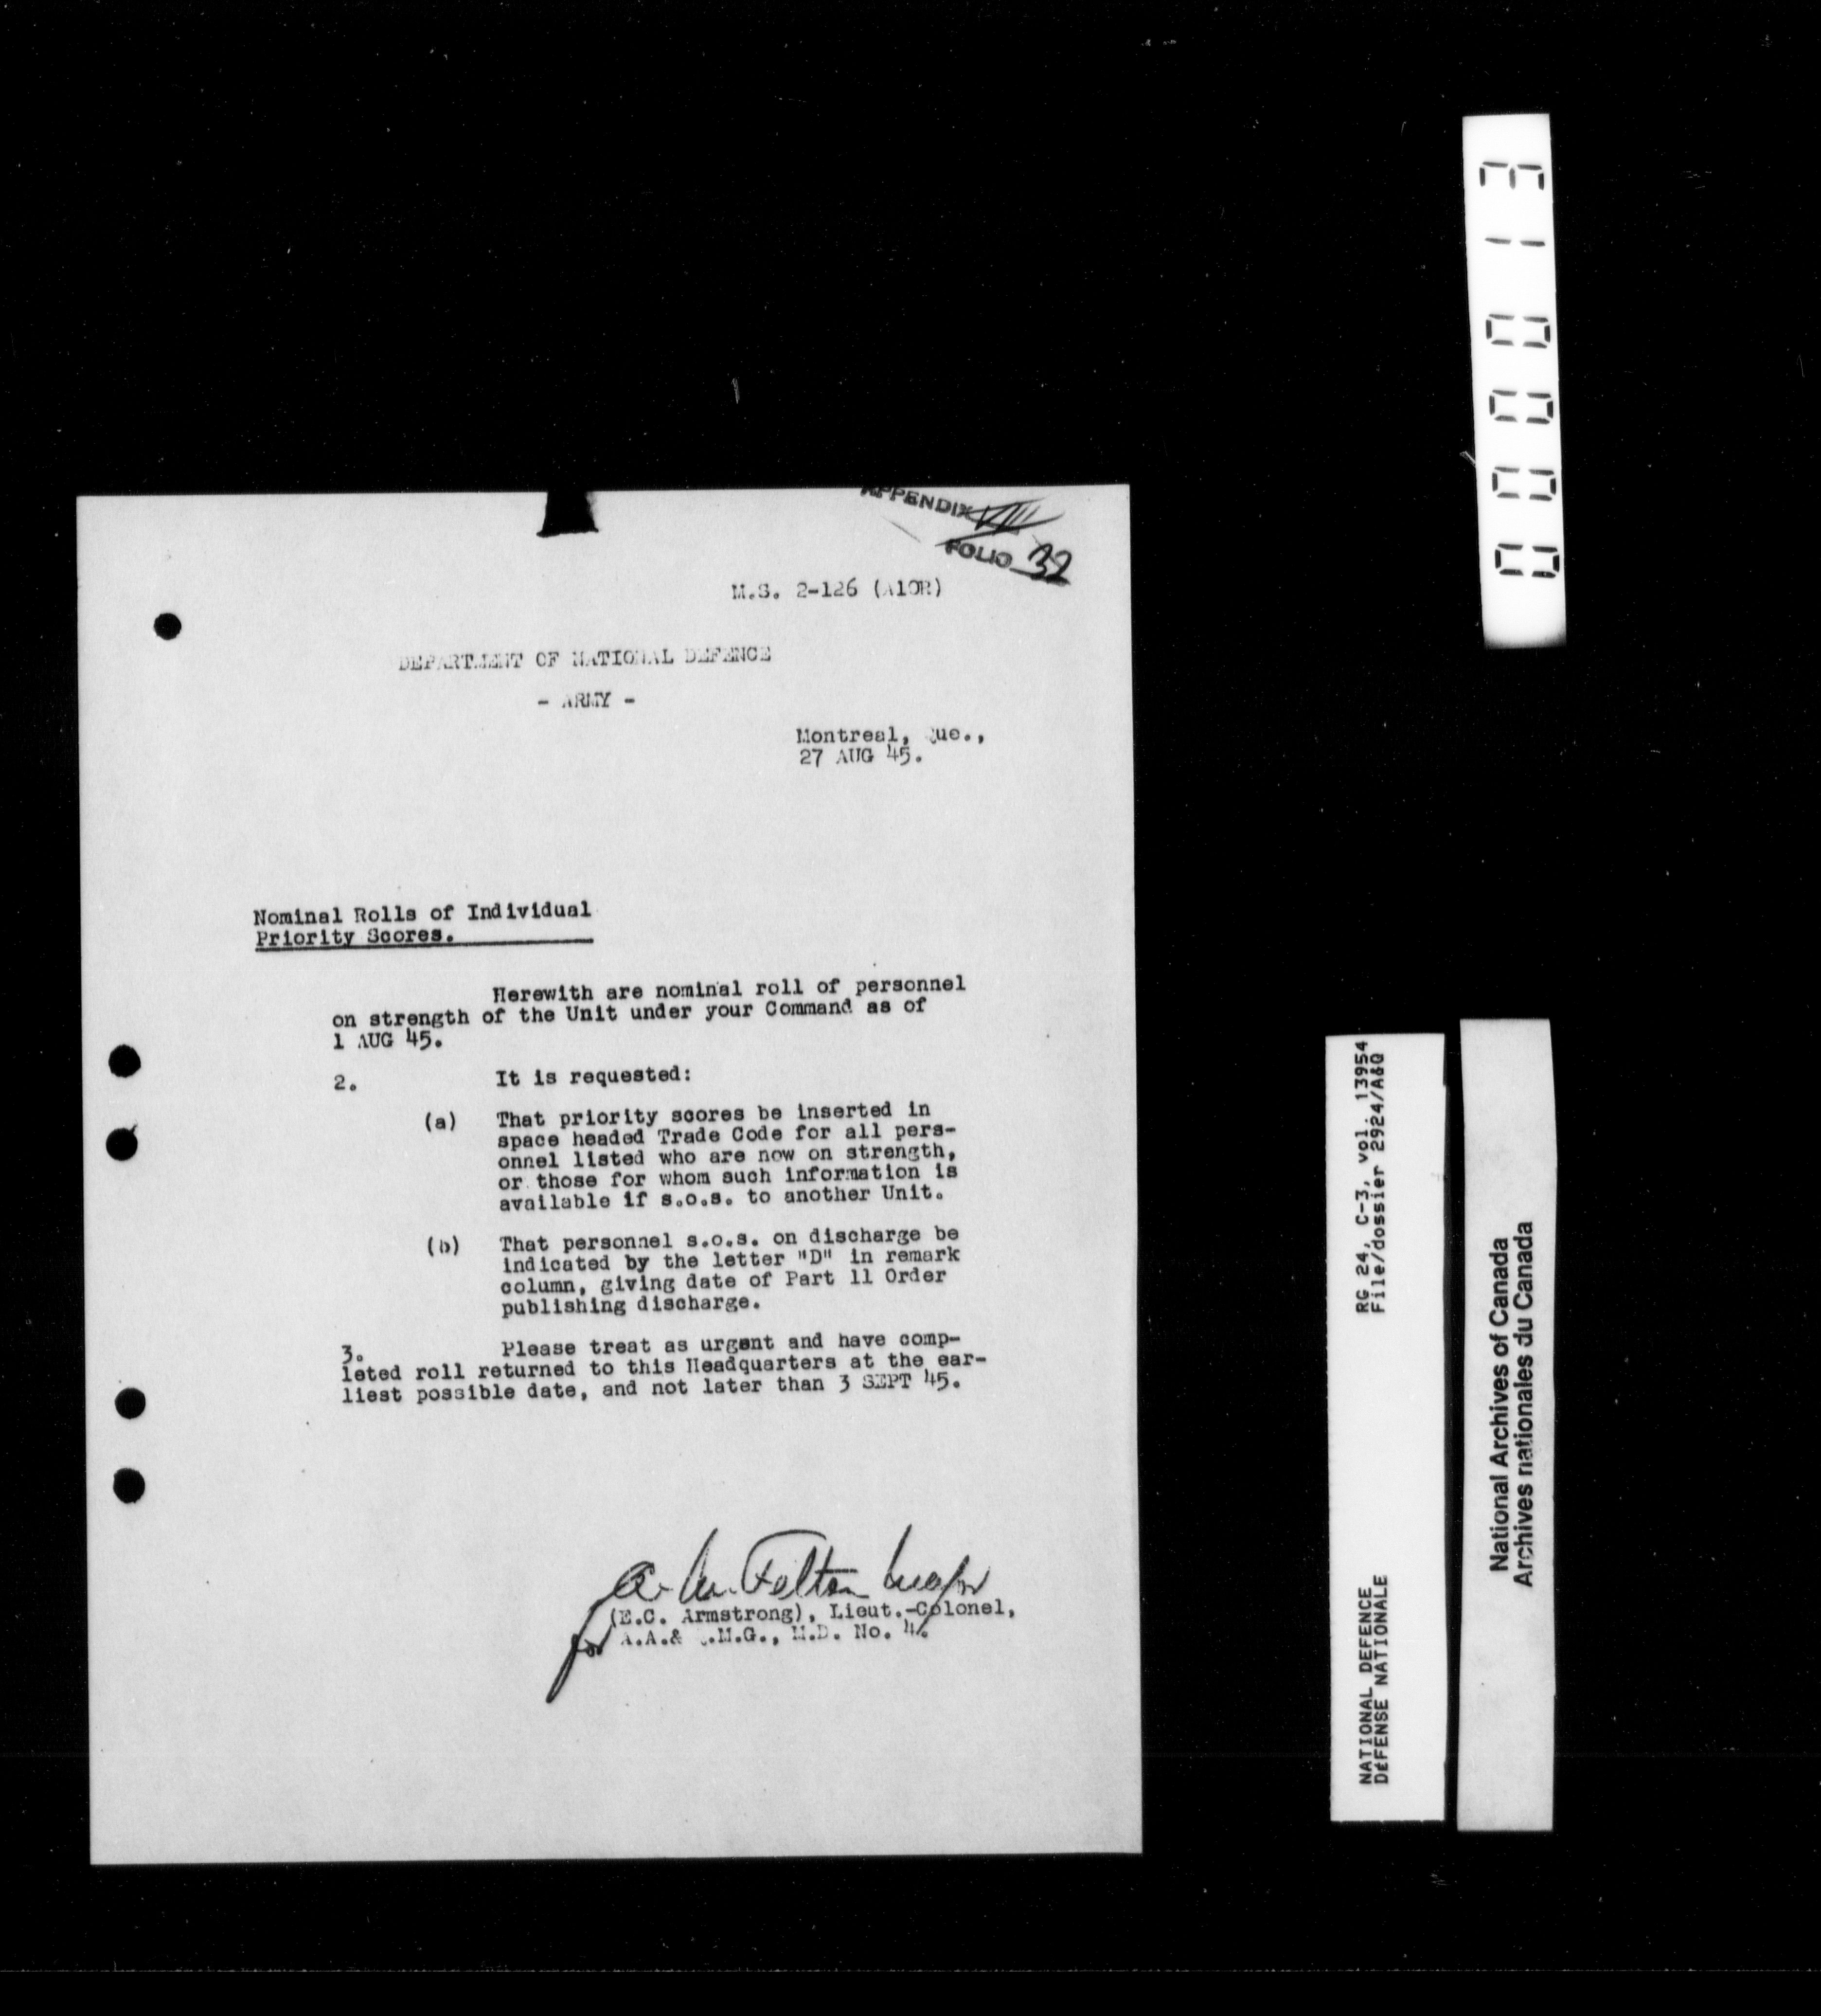 APPENDIX VIII
FOLIO 32
M.S. 2-126 (A1OR)
DEPARTMENT OF NATIONAL DEFENCE
- ARMY -
Montreal, Que.,
27 AUG 45.
Nominal Rolls of Individual
Priority Scores.
Herewith are nominal roll of personnel
on strength of the Unit under your Command as of
1 AUG 45.
2. It is requested:
(a) That priority scores be inserted in
space headed Trade Code for all pers-
onnel listed who are now on strength,
or those for whom such information is
available if s.o.s. to another Unit.
(b) That personnel s.o.s. on discharge be
indicated by the letter "D" in remark
column, giving date of Part 11 Order
publishing discharge.
3. Please treat as urgent and have comp-
leted roll returned to this Headquarters at the ear-
liest possible date, and not later than 3 SEPT 45.
Felton Major
(E.C. Armstrong), Lieut.-Colonel,
for A.A.& Q.M.G., M.D. No. 4.
000013
RG 24, C-3, vol. 13954
File/dossier 2924/A&Q
NATIONAL DEFENCE
DÉFENSE NATIONALE
National Archives of Canada
Archives nationales du Canada